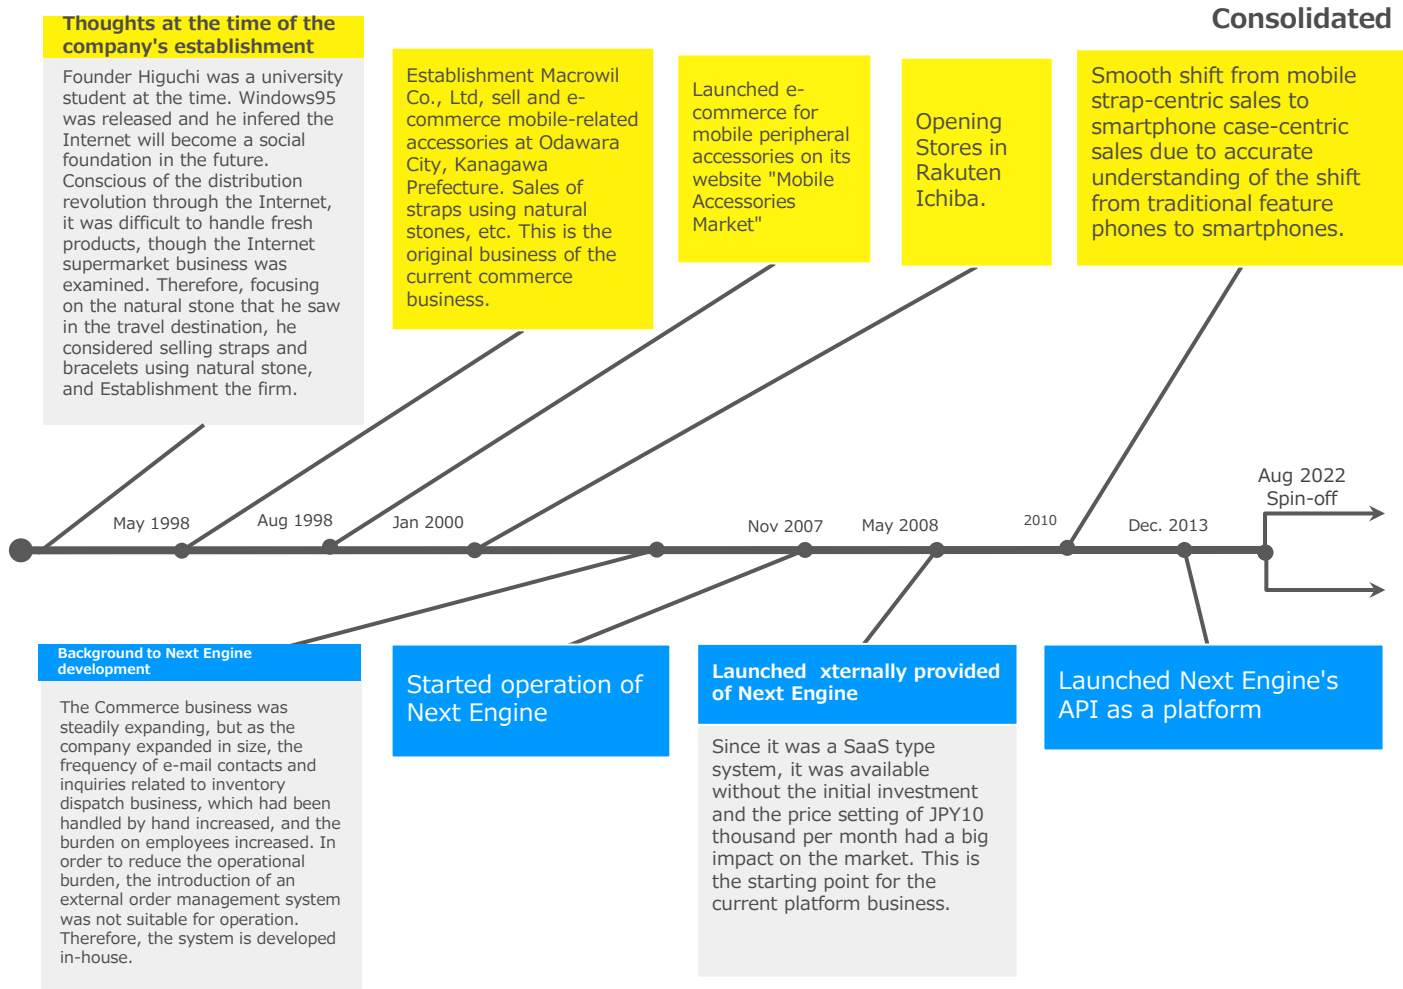 Consolidated
Thoughts at the time of the
company's establishment
Founder Higuchi was a university
student at the time. Windows95
was released and he infered the
Internet will become a social
foundation in the future.
Conscious of the distribution
revolution through the Internet,
it was difficult to handle fresh
products, though the Internet
supermarket business was
examined. Therefore, focusing
on the natural stone that he saw
in the travel destination, he
considered selling straps and
bracelets using natural stone,
and Establishment the firm.
Establishment Macrowil
Co., Ltd, sell and e-
commerce mobile-related
accessories at Odawara
City, Kanagawa
Prefecture. Sales of
straps using natural
stones, etc. This is the
original business of the
current commerce
business.
Launched e-
commerce for
mobile peripheral
accessories on its
website "Mobile
Accessories
Market"
Opening
Stores in
Rakuten
Ichiba.
Smooth shift from mobile
strap-centric sales to
smartphone case-centric
sales due to accurate
understanding of the shift
from traditional feature
phones to smartphones.
May 1998
Aug 1998
Jan 2000
Nov 2007
May 2008
2010
Dec. 2013
Aug 2022
Spin-off
Background to Next Engine
development
The Commerce business was
steadily expanding, but as the
company expanded in size, the
frequency of e-mail contacts and
inquiries related to inventory
dispatch business, which had been
handled by hand increased, and the
burden on employees increased. In
order to reduce the operational
burden, the introduction of an
external order management system
was not suitable for operation.
Therefore, the system is developed
in-house.
Started operation of
Next Engine
Launched  xternally provided
of Next Engine
Since it was a SaaS type
system, it was available
without the initial investment
and the price setting of JPY10
thousand per month had a big
impact on the market. This is
the starting point for the
current platform business.
Launched Next Engine's
API as a platform